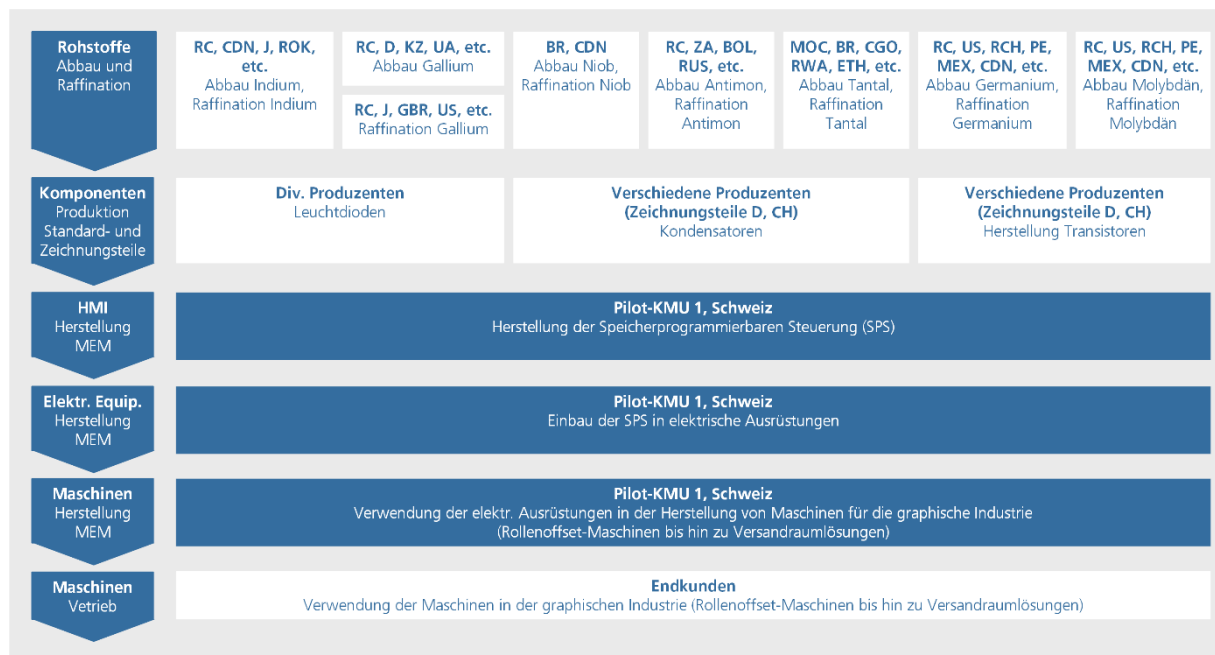 Rohstoffe
Abbau und
Raffination
RC, CDN, J, ROK,
etc.
Abbau Indium,
Raffination Indium
RC, D, KZ, UA, etc.
Abbau Gallium
RC, J, GBR, US, etc.
Raffination Gallium
BR, CDN
Abbau Niob,
Raffination Niob
RC, ZA, BOL,
RUS, etc.
Abbau Antimon,
Raffination
Antimon
MOC, BR, CGO,
RWA, ETH, etc.
Abbau Tantal,
Raffination
Tantal
RC, US, RCH, PE,
MEX, CDN, etc.
Abbau Germanium,
Raffination
Germanium
RC, US, RCH, PE,
MEX, CDN, etc.
Abbau Molybdän,
Raffination
Molybdän
Komponenten
Produktion
Standard- und
Zeichnungsteile
Div. Produzenten
Leuchtdioden
Verschiedene Produzenten
(Zeichnungsteile D, CH)
Kondensatoren
Verschiedene Produzenten
(Zeichnungsteile D, CH)
Herstellung Transistoren
HMI
Herstellung
MEM
Pilot-KMU 1, Schweiz
Herstellung der Speicherprogrammierbaren Steuerung (SPS)
Elektr. Equip.
Herstellung
MEM
Pilot-KMU 1, Schweiz
Einbau der SPS in elektrische Ausrüstungen
Maschinen
Herstellung
MEM
Pilot-KMU 1, Schweiz
Verwendung der elektr. Ausrüstungen in der Herstellung von Maschinen für die graphische Industrie
(Rollenoffset-Maschinen bis hin zu Versandraumlösungen)
Maschinen
Vetrieb
Endkunden
Verwendung der Maschinen in der graphischen Industrie (Rollenoffset-Maschinen bis hin zu Versandraumlösungen)